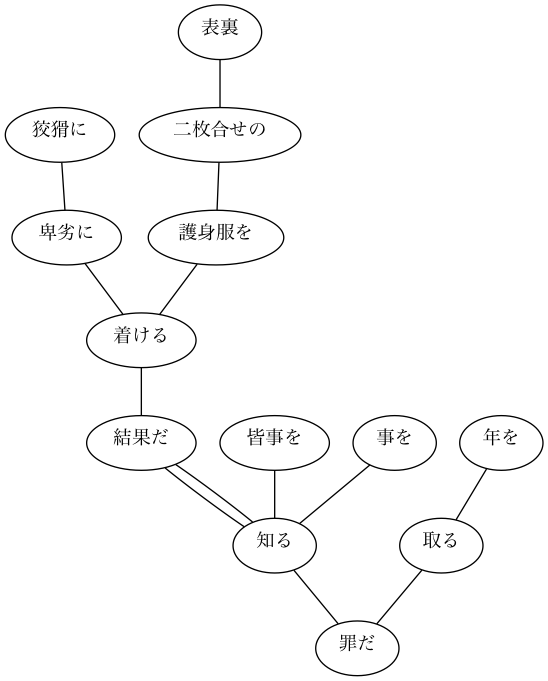 表裏
狡猾に
二枚合せの
卑劣に
護身服を
着ける
結果だ
皆事を
事を
年を
知る
取る
罪だ